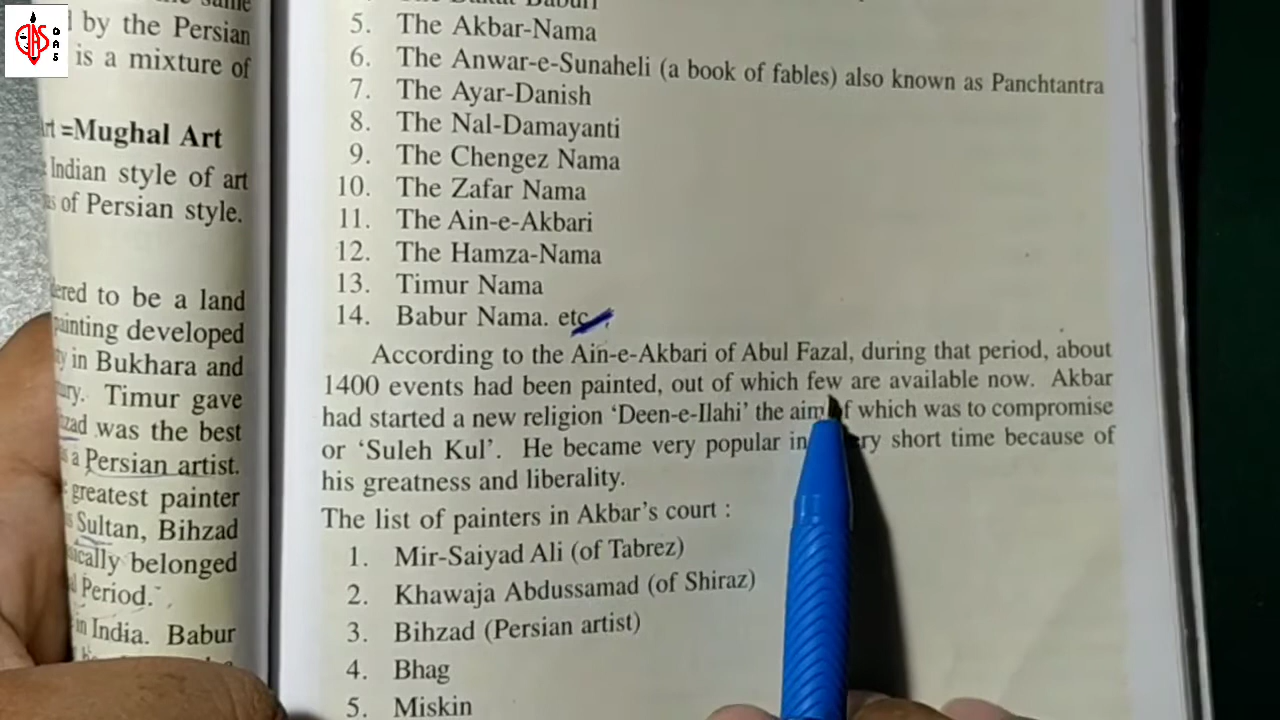 DAS
same
by the Persian
is a mixture of
=Mughal Art
Indian style of art
of Persian style.
to be a land
painting developed
in Bukhara and
Timur gave
was the best
a Persian artist.
greatest painter
Sultan, Bihzad
belonged
Period.
in India. Babur
5. The Akbar-Nama
6. The Anwar-e-Sunaheli (a book of fables) also known as Panchtantra
7. The Ayar-Danish
8. The Nal-Damayanti
9. The Chengez Nama
10. The Zafar Nama
11. The Ain-e-Akbari
12. The Hamza-Nama
13. Timur Nama
14. Babur Nama. etc
According to the Ain-e-Akbari of Abul Fazal, during that period, about
1400 events had been painted, out of which few are available now. Akbar
had started a new religion ‘Deen-e-Ilahi’ the aim of which was to compromise
or ‘Suleh Kul’. He became very popular in short time because of
his greatness and liberality.
The list of painters in Akbar’s court :
1. Mir-Saiyad Ali (of Tabrez)
2. Khawaja Abdussamad (of Shiraz)
3. Bihzad (Persian artist)
4. Bhag
5. Miskin